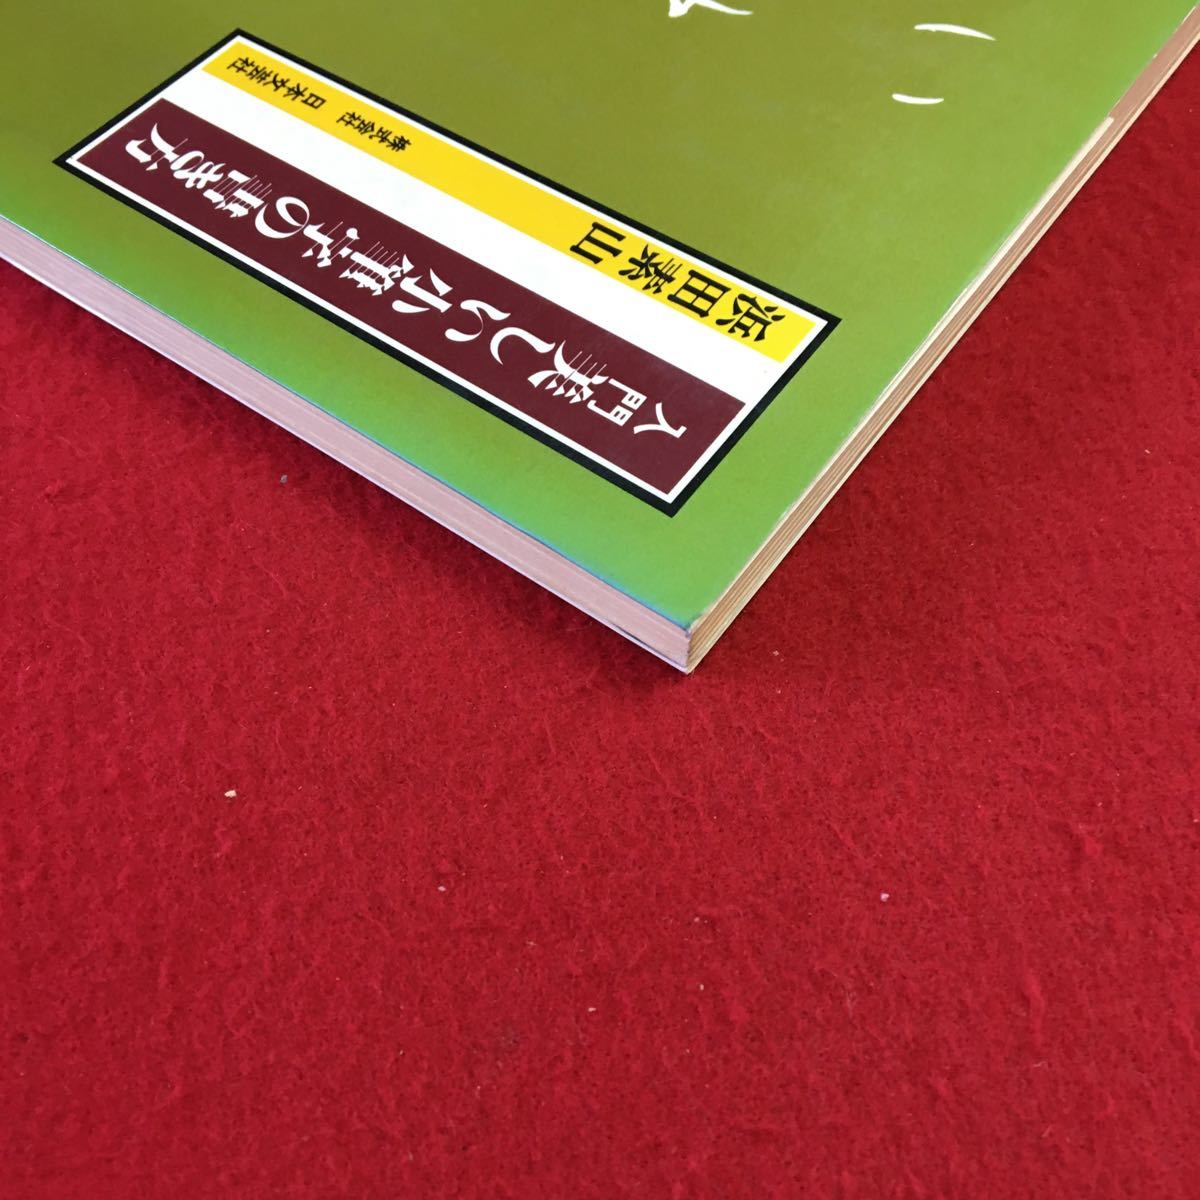 入門美しい小筆字の書き方
浜田素山
株式会社 日本文芸社